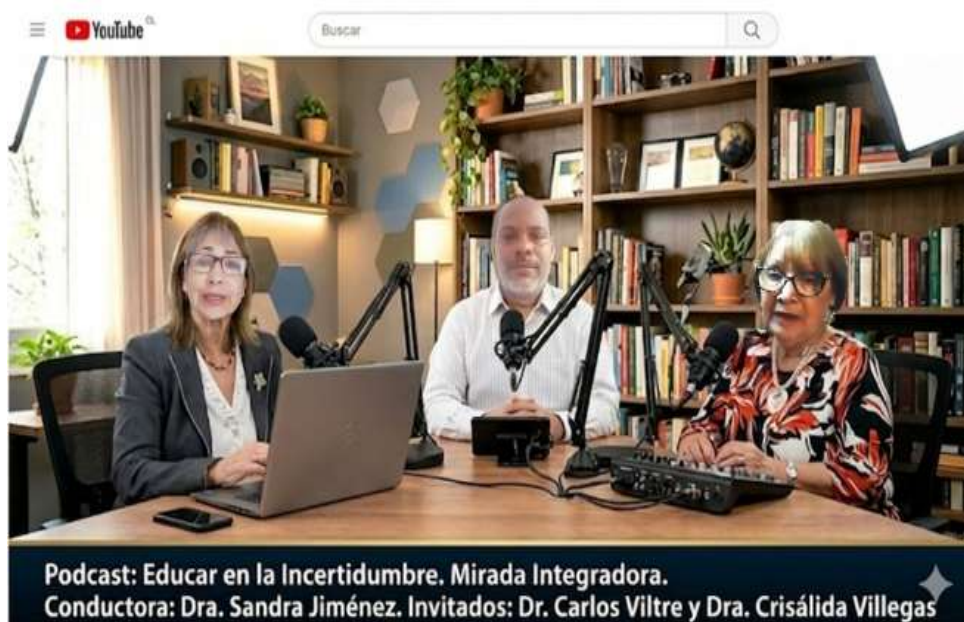 YouTube CL
Buscar
Podcast: Educar en la Incertidumbre. Mirada Integradora.
Conductora: Dra. Sandra Jiménez. Invitados: Dr. Carlos Viltre y Dra. Crisálida Villegas